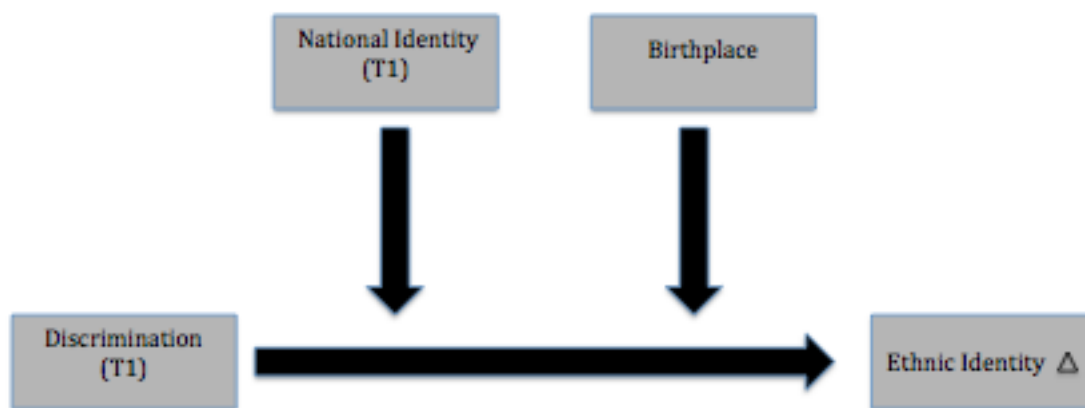 National Identity
(T1)
Birthplace
Discrimination
(T1)
Ethnic Identity Δ